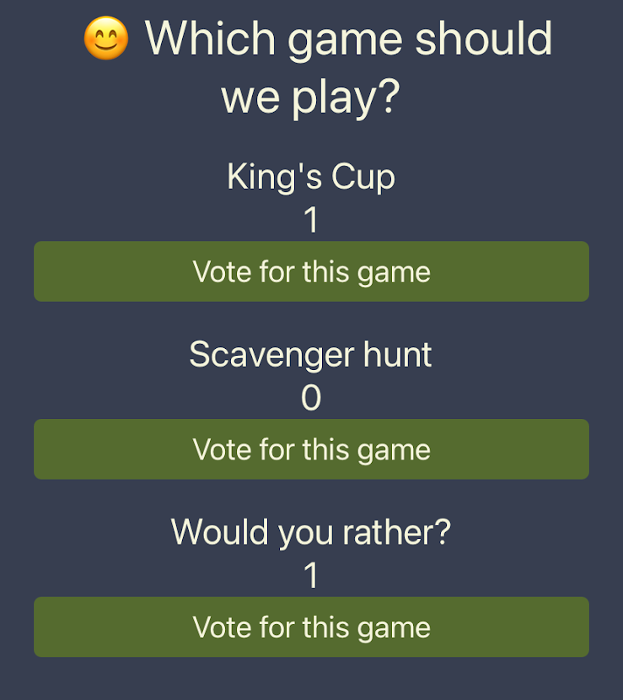 😊 Which game should
we play?
King's Cup
1
Vote for this game
Scavenger hunt
0
Vote for this game
Would you rather?
1
Vote for this game